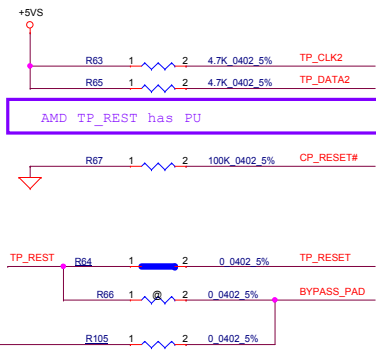 +5VS
R63 1 2 4.7K_0402_5% TP_CLK2
R65 1 2 4.7K_0402_5% TP_DATA2
AMD TP_REST has PU
R67 1 2 100K_0402_5% CP_RESET#
TP_REST R64 1 2 0_0402_5% TP_RESET
R66 1 @ 2 0_0402_5% BYPASS_PAD
R105 1 2 0_0402_5%